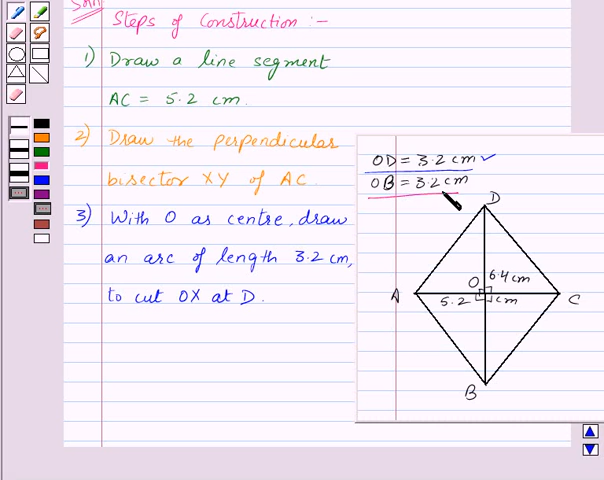 Soln
Steps of Construction :-
1) Draw a line segment
AC = 5.2 cm.
2) Draw the perpendicular
bisector XY of AC.
3) With O as centre, draw
an arc of length 3.2 cm,
to cut OX at D.
OD = 3.2 cm ✓
OB = 3.2 cm
D
O 6.4 cm
A 5.2 cm C
B